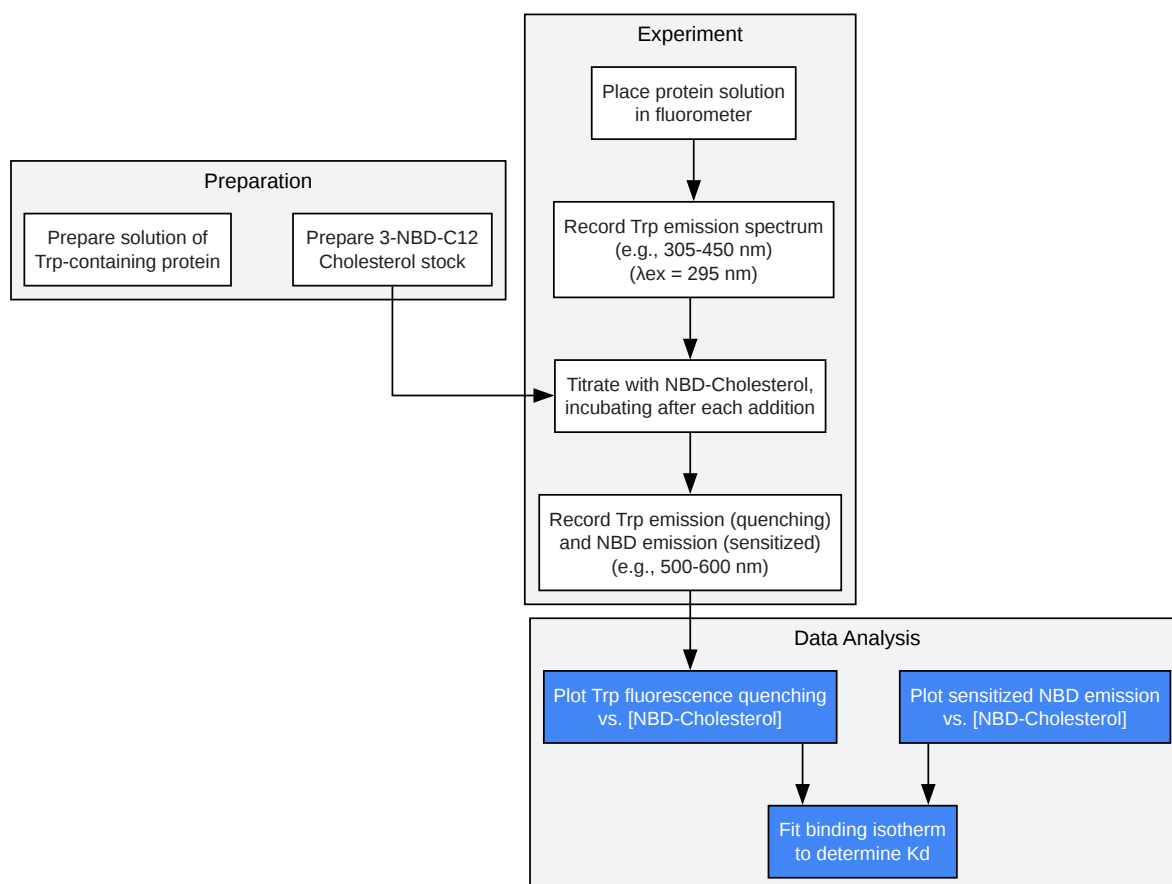 Preparation
Prepare solution of
Trp-containing protein
Prepare 3-NBD-C12
Cholesterol stock
Experiment
Place protein solution
in fluorometer
Record Trp emission spectrum
(e.g., 305-450 nm)
(λex = 295 nm)
Titrate with NBD-Cholesterol,
incubating after each addition
Record Trp emission (quenching)
and NBD emission (sensitized)
(e.g., 500-600 nm)
Data Analysis
Plot Trp fluorescence quenching
vs. [NBD-Cholesterol]
Plot sensitized NBD emission
vs. [NBD-Cholesterol]
Fit binding isotherm
to determine Kd